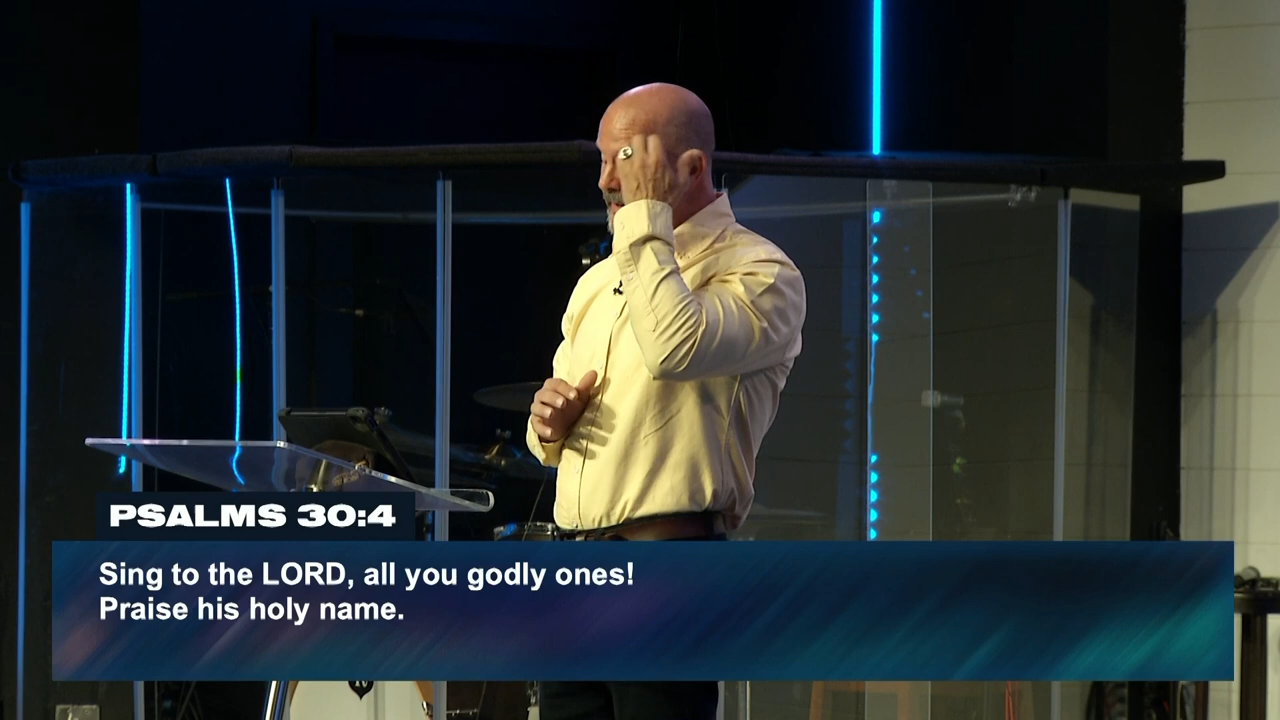 PSALMS 30:4
Sing to the LORD, all you godly ones!
Praise his holy name.